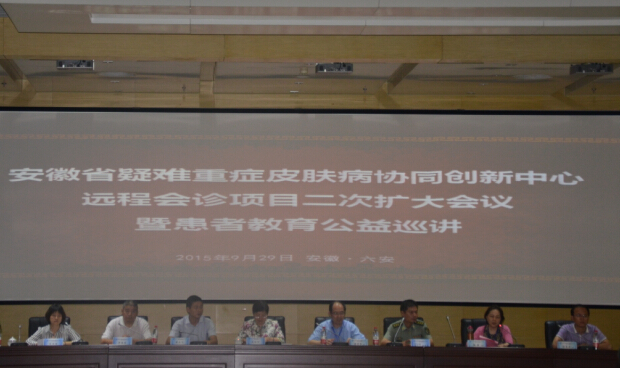 安徽省疑难重症皮肤病协同创新中心
远程会诊项目二次扩大会议
暨患者教育公益巡讲
2015年9月29日 安徽·六安